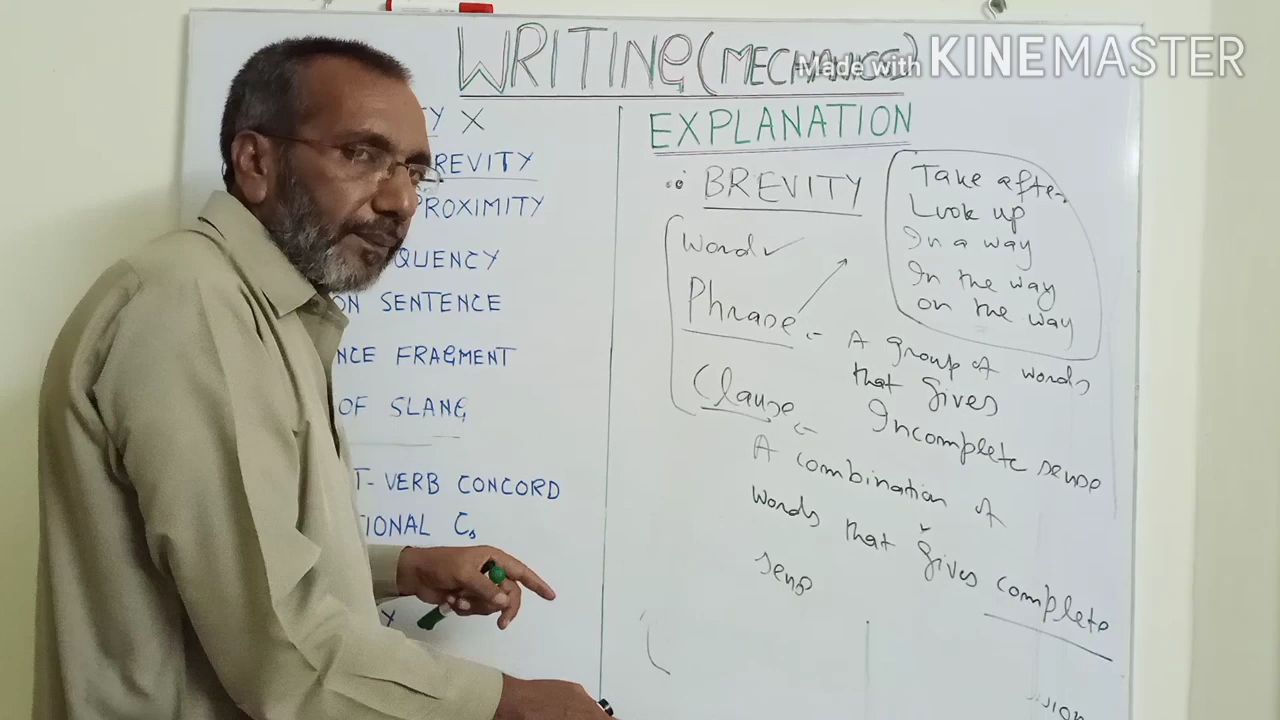 WRITING (MECHANICS)
Made with KINEMASTER
Y X
REVITY
PROXIMITY
QUENCY
ON SENTENCE
NCE FRAGMENT
OF SLANG
T-VERB CONCORD
TIONAL Cs
Y
EXPLANATION
BREVITY
Word
Phrase :- A group of words
that gives
Incomplete sense
Clause :-
A combination of
words that gives complete
sense
Take after
Look up
In a way
In the way
on the way